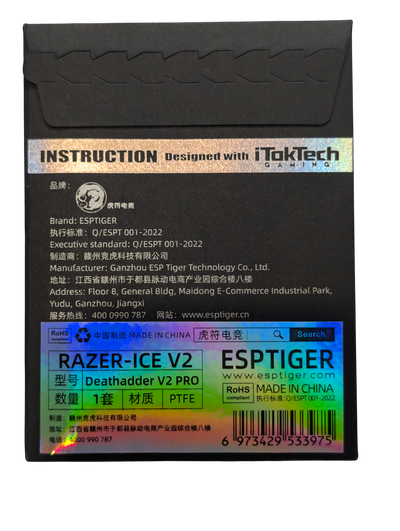 INSTRUCTION Designed with iTakTech
GAMING
品牌：
虎符电竞
Brand: ESPTIGER
执行标准：Q/ESPT 001-2022
Executive standard: Q/ESPT 001-2022
制造商：赣州竞虎科技有限公司
Manufacturer: Ganzhou ESP Tiger Technology Co., Ltd.
地址：江西省赣州市于都县脉动电商产业园综合楼八楼
Address: Floor 8, General Bldg, Maidong E-Commerce Industrial Park,
Yudu, Ganzhou, Jiangxi
服务热线：400 0990 787 网站：www.esptiger.cn
RoHS compliant 中国制造 MADE IN CHINA 虎符电竞 Search
RAZER-ICE V2
型号 Deathadder V2 PRO
数量 1套 材质 PTFE
制造：赣州竞虎科技有限公司
地址：江西省赣州市于都县脉动电商产业园综合楼八楼
电话：4000 990 787
ESPTIGER
www.esptiger.com
RoHS compliant MADE IN CHINA
执行标准：Q/ESPT 001-2022
6 973429 533975